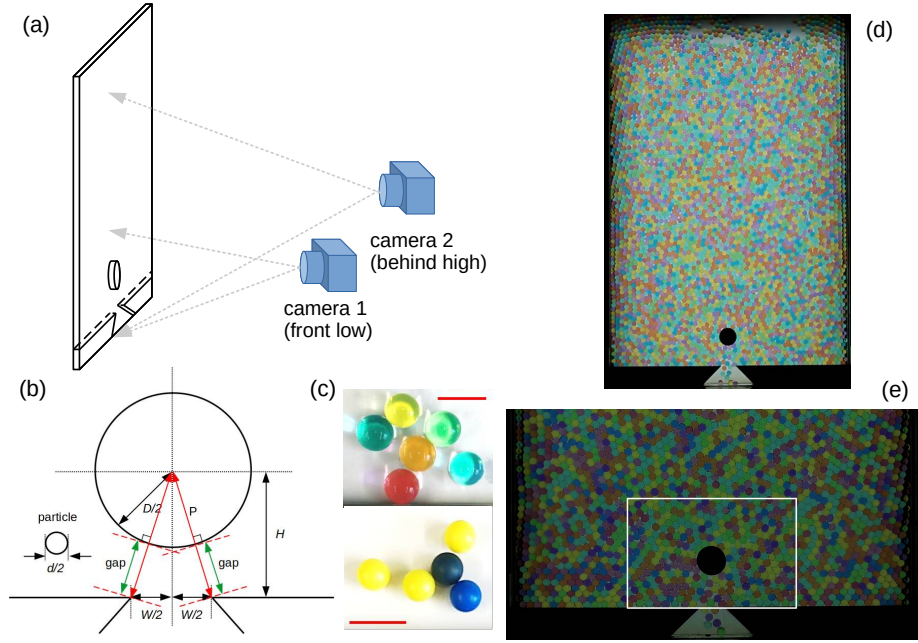 (a)
camera 2
(behind high)
camera 1
(front low)
(b)
D/2
P
H
particle
d/2
gap
gap
W/2
W/2
(c)
(d)
(e)